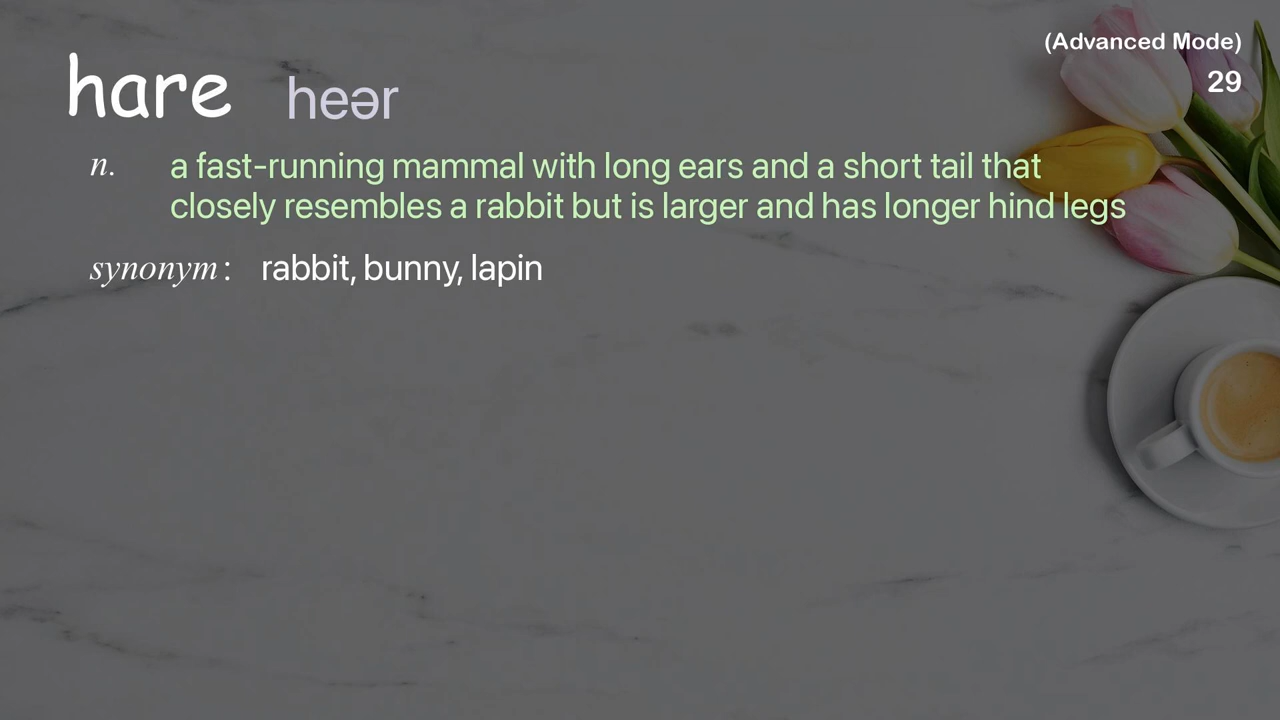 (Advanced Mode)
29
hare heər
n. a fast-running mammal with long ears and a short tail that
closely resembles a rabbit but is larger and has longer hind legs
synonym: rabbit, bunny, lapin